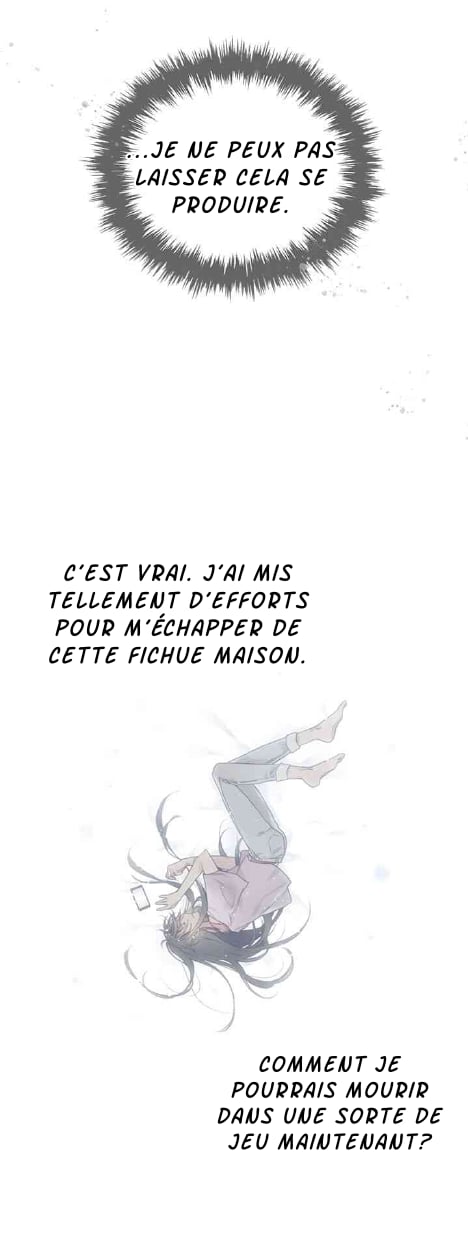 ...JE NE PEUX PAS
LAISSER CELA SE
PRODUIRE.
C'EST VRAI. J'AI MIS
TELLEMENT D'EFFORTS
POUR M'ÉCHAPPER DE
CETTE FICHUE MAISON.
COMMENT JE
POURRAIS MOURIR
DANS UNE SORTE DE
JEU MAINTENANT?